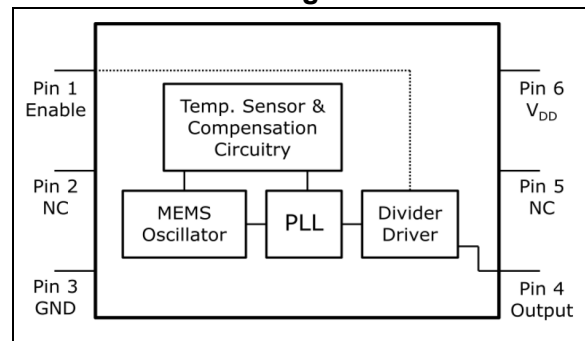 Pin 1
Enable
Temp. Sensor &
Compensation
Circuitry
Pin 6
VDD
Pin 2
NC
MEMS
Oscillator
PLL
Divider
Driver
Pin 5
NC
Pin 3
GND
Pin 4
Output